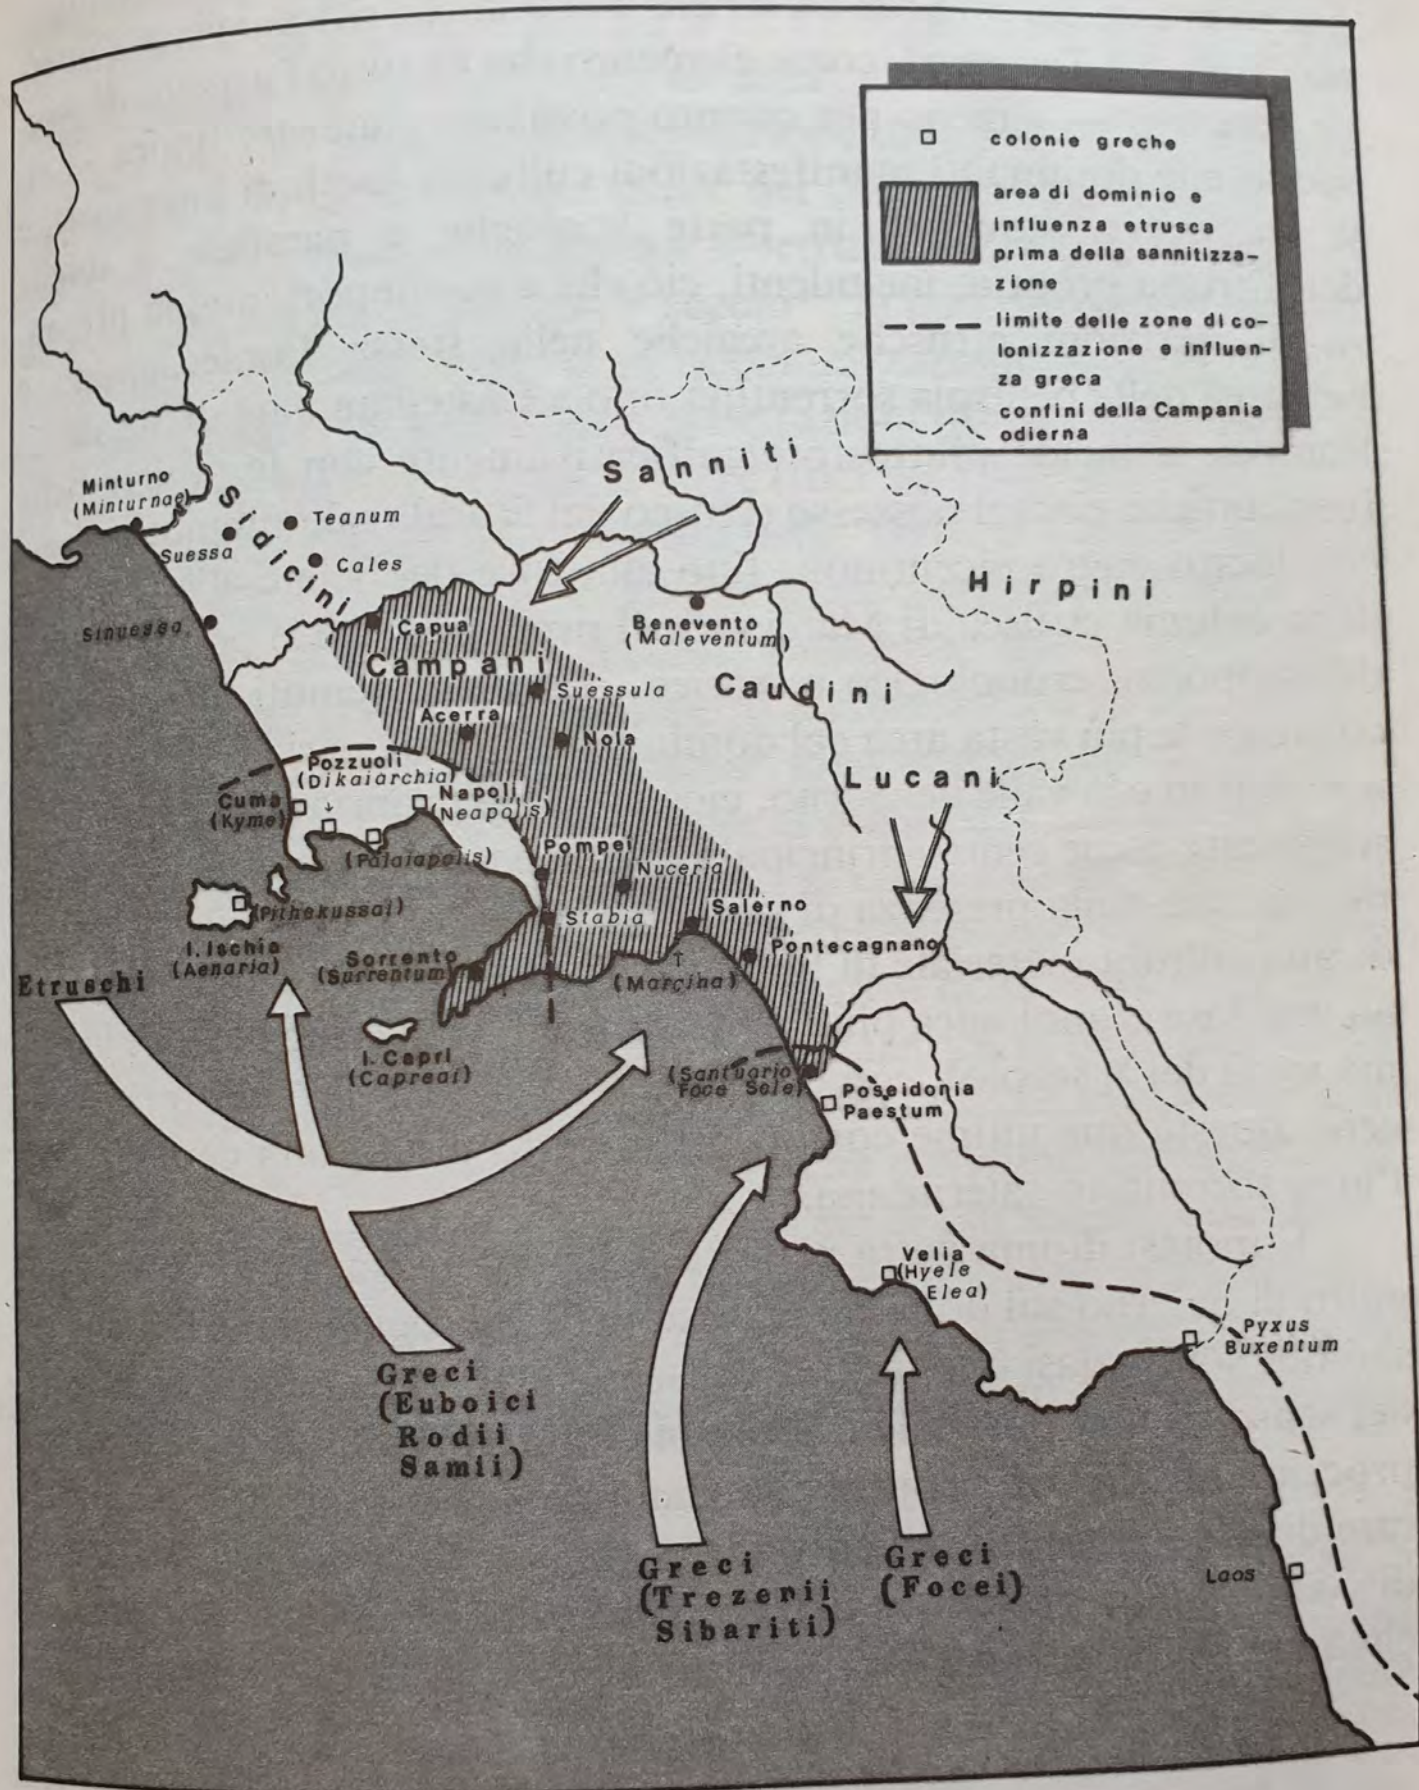 colonie greche
area di dominio e
influenza etrusca
prima della sannitizza-
zione
limite delle zone di co-
lonizzazione e influen-
za greca
confini della Campania
odierna
Sanniti
Minturno
(Minturnae)
Sidicini
Teanum
Suessa
Cales
Hirpini
Sinuessa
Capua
Benevento
(Maleventum)
Campani
Caudini
Suessula
Acerra
Nola
Lucani
Pozzuoli
(Dikaiarchia)
Cuma
(Kyme)
Napoli
(Neapolis)
(Palaiapolis)
Pompei
Nuceria
(Pithekussai)
Stabia
Salerno
I. Ischia
(Aenaria)
Sorrento
(Surrentum)
Pontecagnano
(Marcina)
Etruschi
I. Capri
(Capreai)
(Santuario
Foce Sele)
Poseidonia
Paestum
Velia
(Hyele
Elea)
Pyxus
Buxentum
Greci
(Euboici
Rodii
Samii)
Greci
(Trezenii
Sibariti)
Greci
(Focei)
Laos